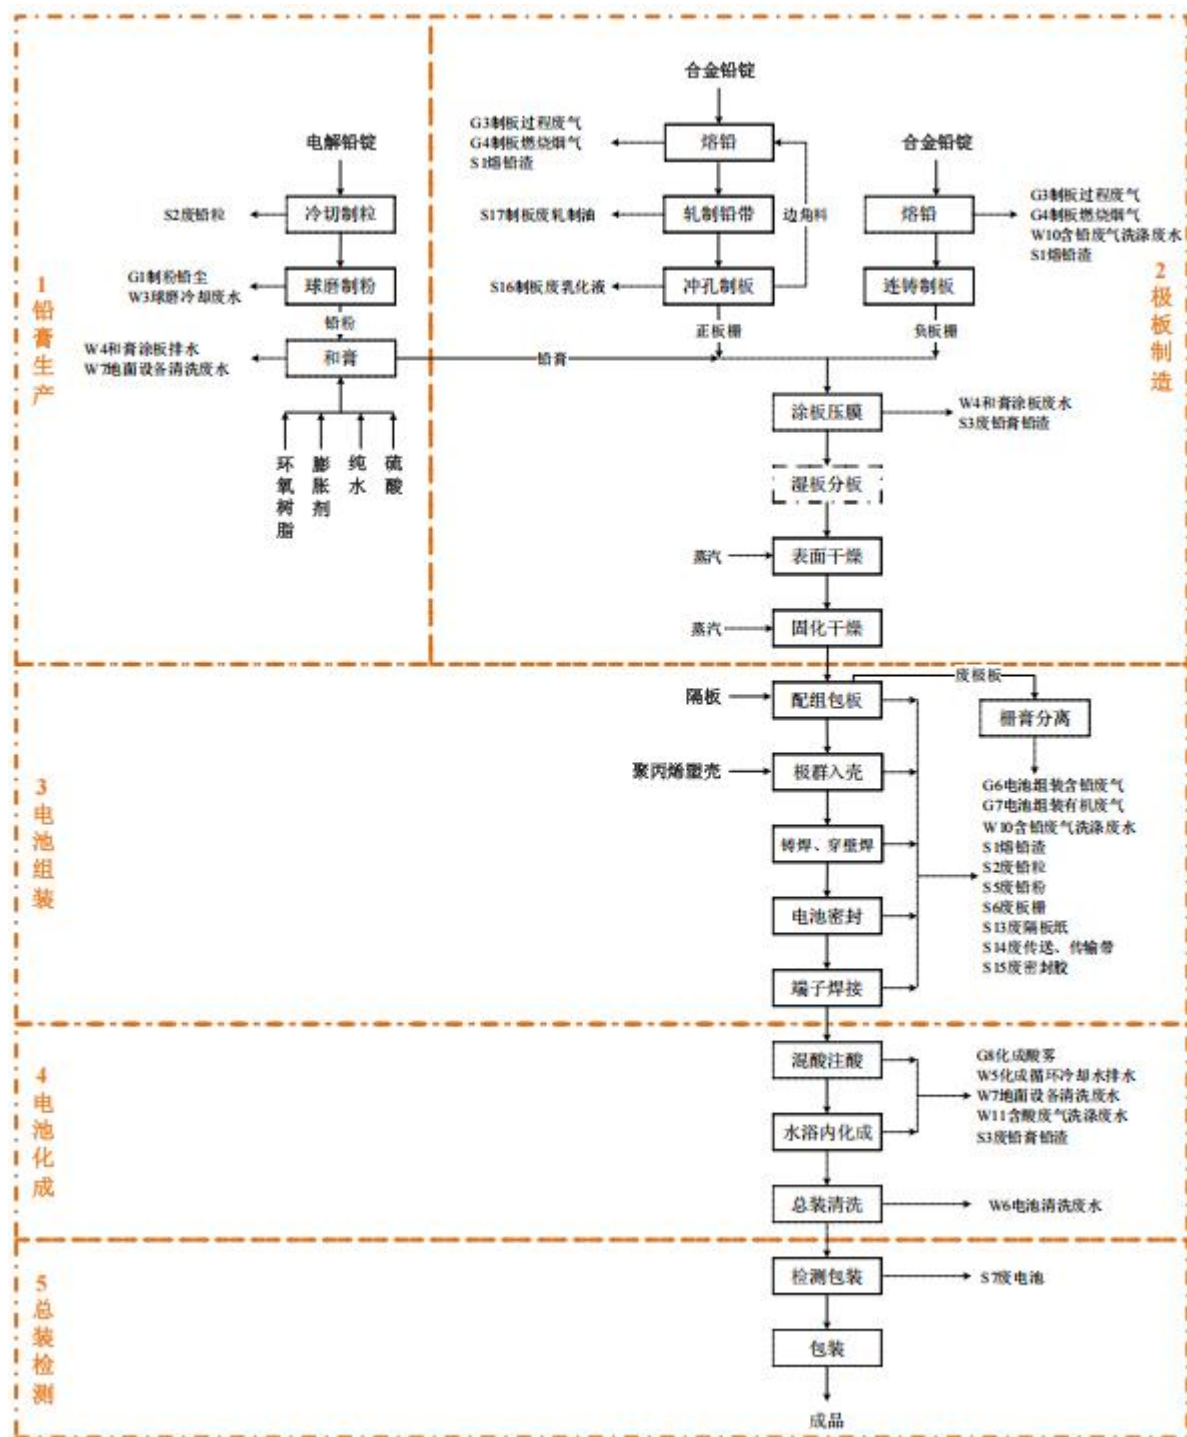 1铅膏生产
电解铅锭
冷切制粒
S2废铅粒
球磨制粉
G1制粉铅尘
W3球磨冷却废水
铅粉
和膏
W4和膏涂板排水
W7地面设备清洗废水
铅膏
环氧树脂
膨胀剂
纯水
硫酸
2极板制造
合金铅锭
熔铅
G3制板过程废气
G4制板燃烧烟气
S1熔铅渣
轧制铅带
S17制板废轧制油
边角料
冲孔制板
S16制板废乳化液
正板栅
合金铅锭
熔铅
G3制板过程废气
G4制板燃烧烟气
W10含铅废气洗涤废水
S1熔铅渣
连铸制板
负板栅
涂板压膜
W4和膏涂板废水
S3废铅膏铅渣
湿板分板
蒸汽
表面干燥
蒸汽
固化干燥
3电池组装
隔板
配组包板
废极板
栅膏分离
聚丙烯塑壳
极群入壳
铸焊、穿壁焊
电池密封
端子焊接
G6电池组装含铅废气
G7电池组装有机废气
W10含铅废气洗涤废水
S1熔铅渣
S2废铅粒
S5废铅粉
S6废板栅
S13废隔板纸
S14废传送、传输带
S15废密封胶
4电池化成
混酸注酸
水浴内化成
G8化成酸雾
W5化成循环冷却水排水
W7地面设备清洗废水
W11含酸废气洗涤废水
S3废铅膏铅渣
总装清洗
W6电池清洗废水
5总装检测
检测包装
S7废电池
包装
成品